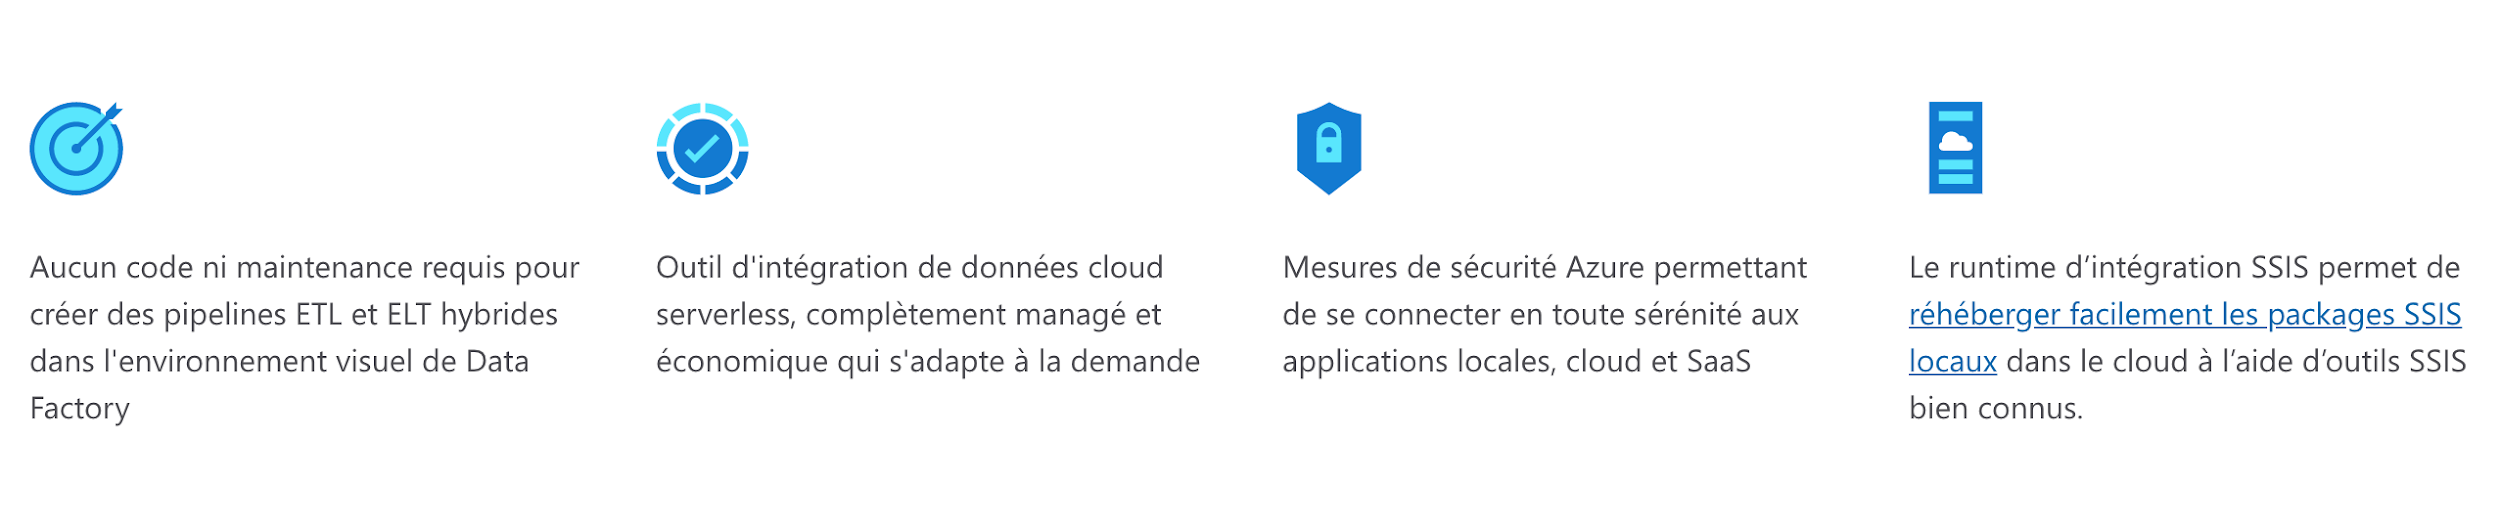 Aucun code ni maintenance requis pour
créer des pipelines ETL et ELT hybrides
dans l'environnement visuel de Data
Factory
Outil d'intégration de données cloud
serverless, complètement managé et
économique qui s'adapte à la demande
Mesures de sécurité Azure permettant
de se connecter en toute sérénité aux
applications locales, cloud et SaaS
Le runtime d’intégration SSIS permet de
réhéberger facilement les packages SSIS
locaux dans le cloud à l’aide d’outils SSIS
bien connus.